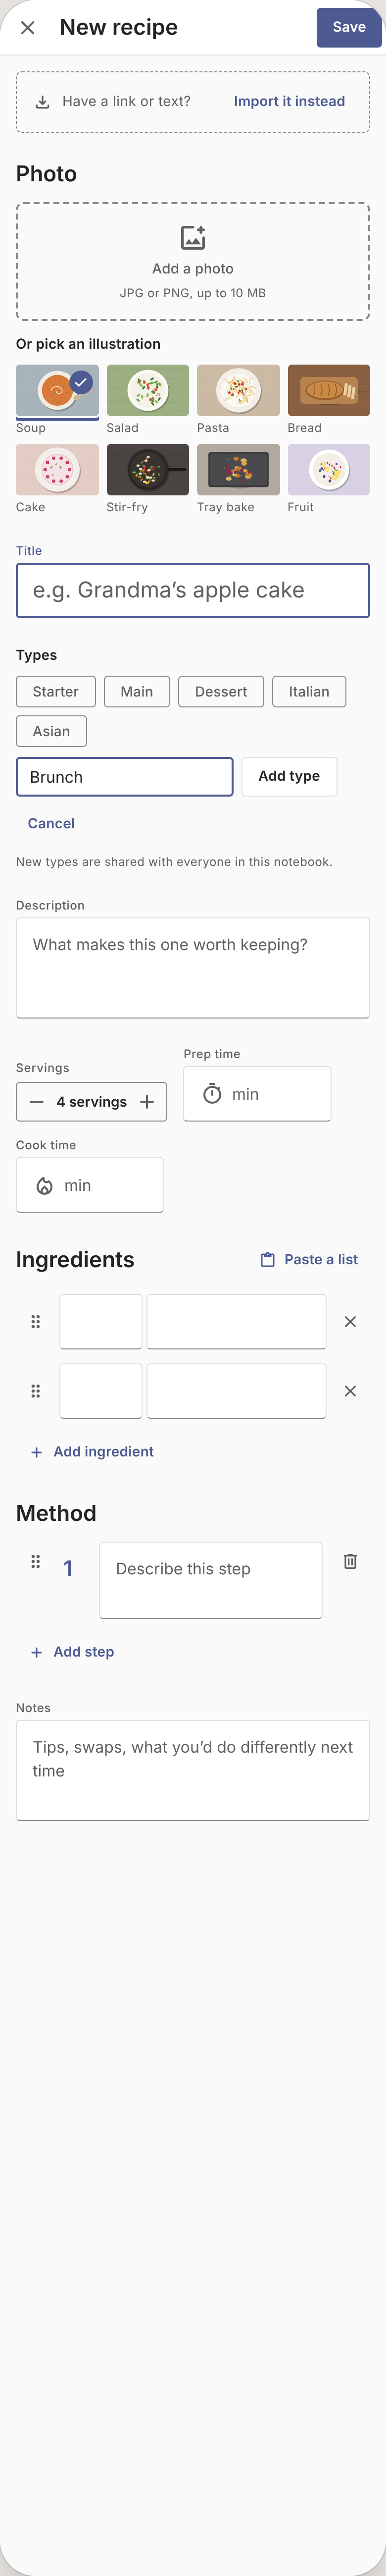 New recipe
Save
Have a link or text?
Import it instead
Photo
Add a photo
JPG or PNG, up to 10 MB
Or pick an illustration
Soup
Salad
Pasta
Bread
Cake
Stir-fry
Tray bake
Fruit
Title
e.g. Grandma’s apple cake
Types
Starter
Main
Dessert
Italian
Asian
Brunch
Add type
Cancel
New types are shared with everyone in this notebook.
Description
What makes this one worth keeping?
Servings
4 servings
Prep time
min
Cook time
min
Ingredients
Paste a list
Add ingredient
Method
1
Describe this step
Add step
Notes
Tips, swaps, what you’d do differently next
time